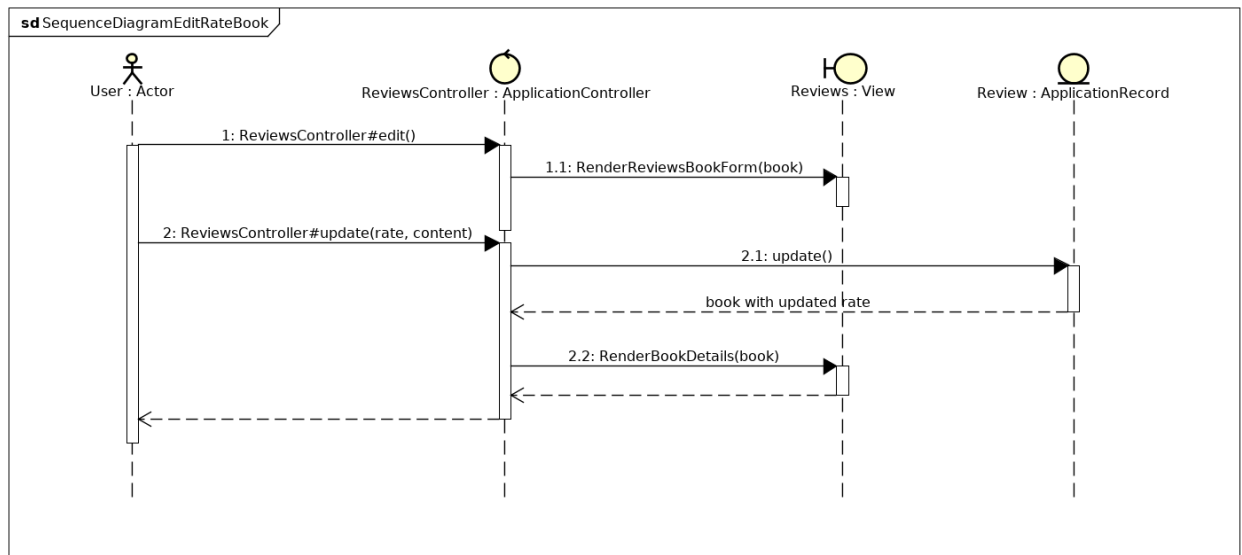 sd SequenceDiagramEditRateBook
User : Actor
ReviewsController : ApplicationController
Reviews : View
Review : ApplicationRecord
1: ReviewsController#edit()
1.1: RenderReviewsBookForm(book)
2: ReviewsController#update(rate, content)
2.1: update()
book with updated rate
2.2: RenderBookDetails(book)